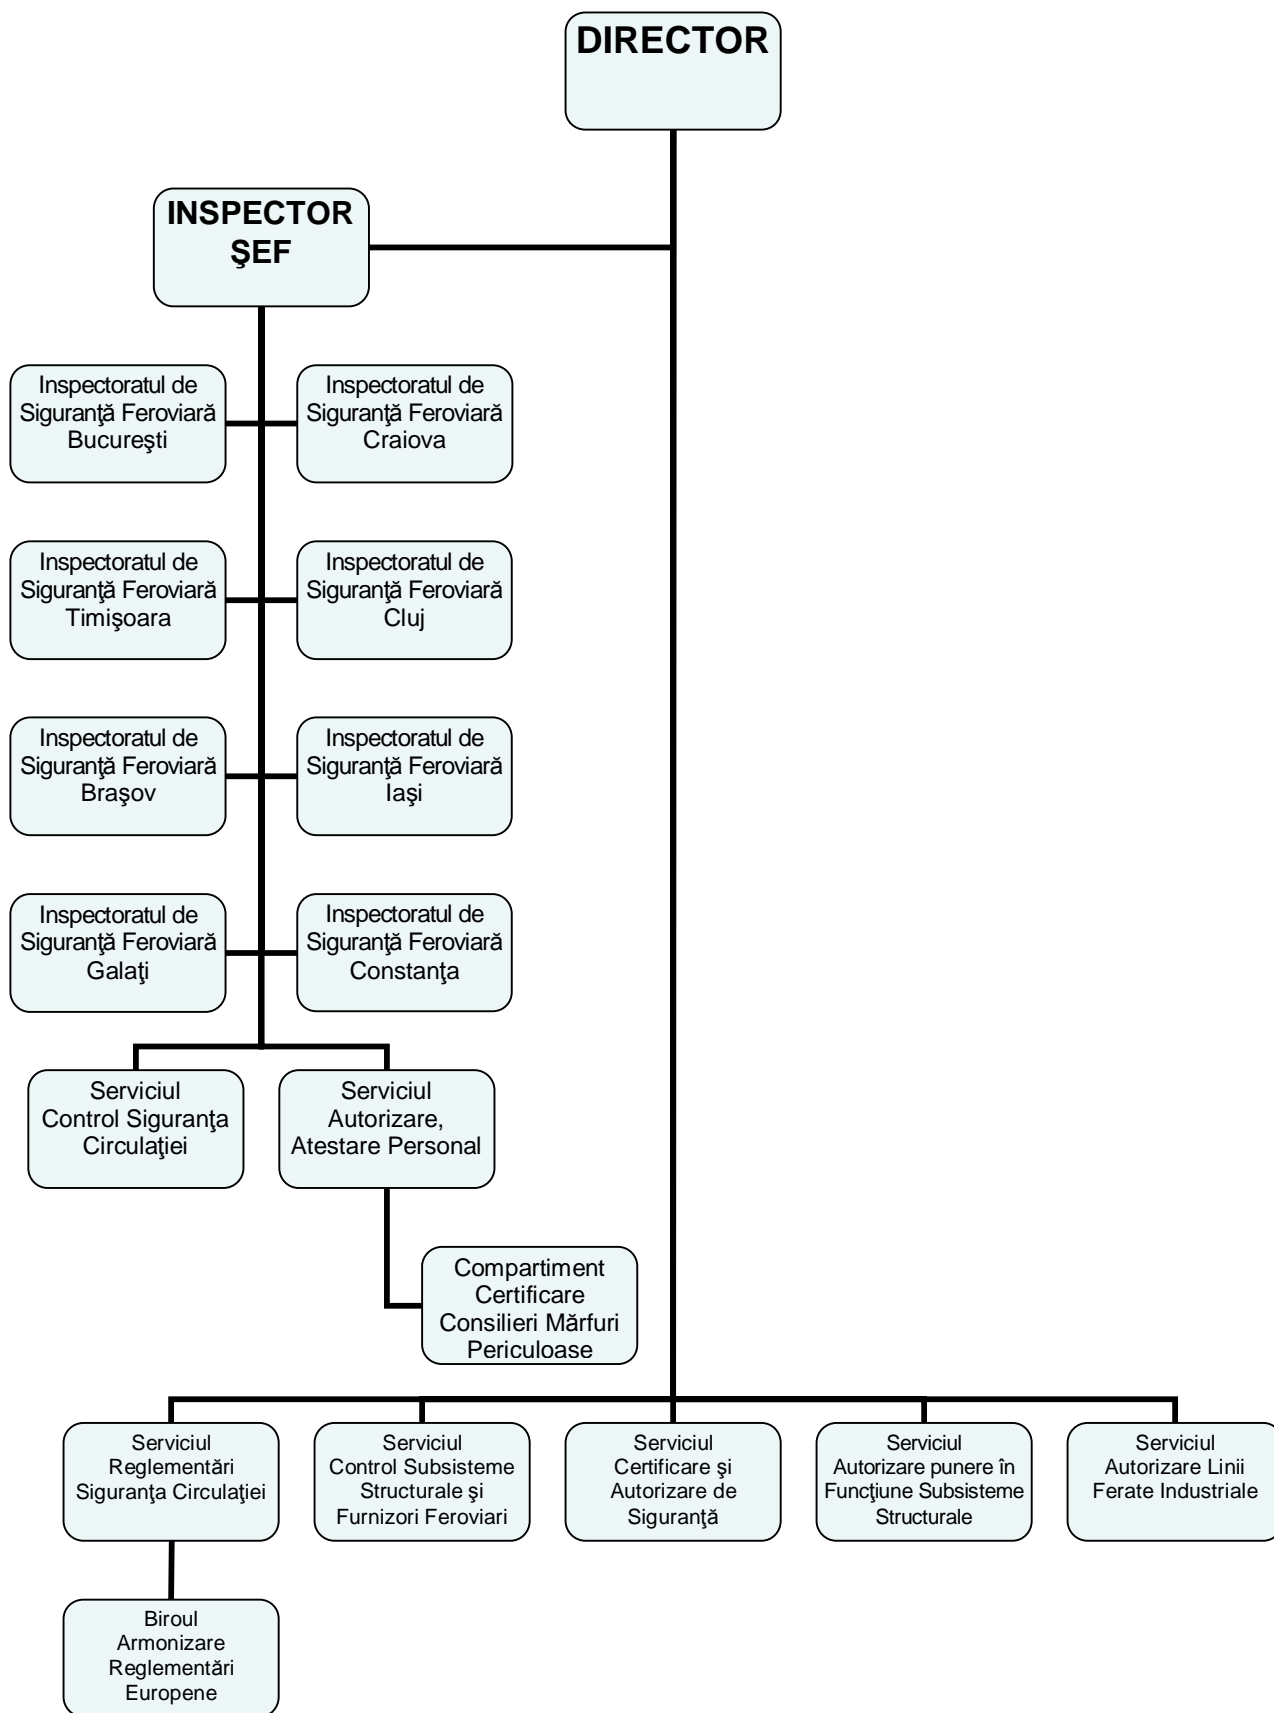 DIRECTOR
INSPECTOR
ŞEF
Inspectoratul de
Siguranţă Feroviară
Bucureşti
Inspectoratul de
Siguranţă Feroviară
Craiova
Inspectoratul de
Siguranţă Feroviară
Timişoara
Inspectoratul de
Siguranţă Feroviară
Cluj
Inspectoratul de
Siguranţă Feroviară
Braşov
Inspectoratul de
Siguranţă Feroviară
Iaşi
Inspectoratul de
Siguranţă Feroviară
Galaţi
Inspectoratul de
Siguranţă Feroviară
Constanţa
Serviciul
Control Siguranţa
Circulaţiei
Serviciul
Autorizare,
Atestare Personal
Compartiment
Certificare
Consilieri Mărfuri
Periculoase
Serviciul
Reglementări
Siguranţa Circulaţiei
Serviciul
Control Subsisteme
Structurale şi
Furnizori Feroviari
Serviciul
Certificare şi
Autorizare de
Siguranţă
Serviciul
Autorizare punere în
Funcţiune Subsisteme
Structurale
Serviciul
Autorizare Linii
Ferate Industriale
Biroul
Armonizare
Reglementări
Europene